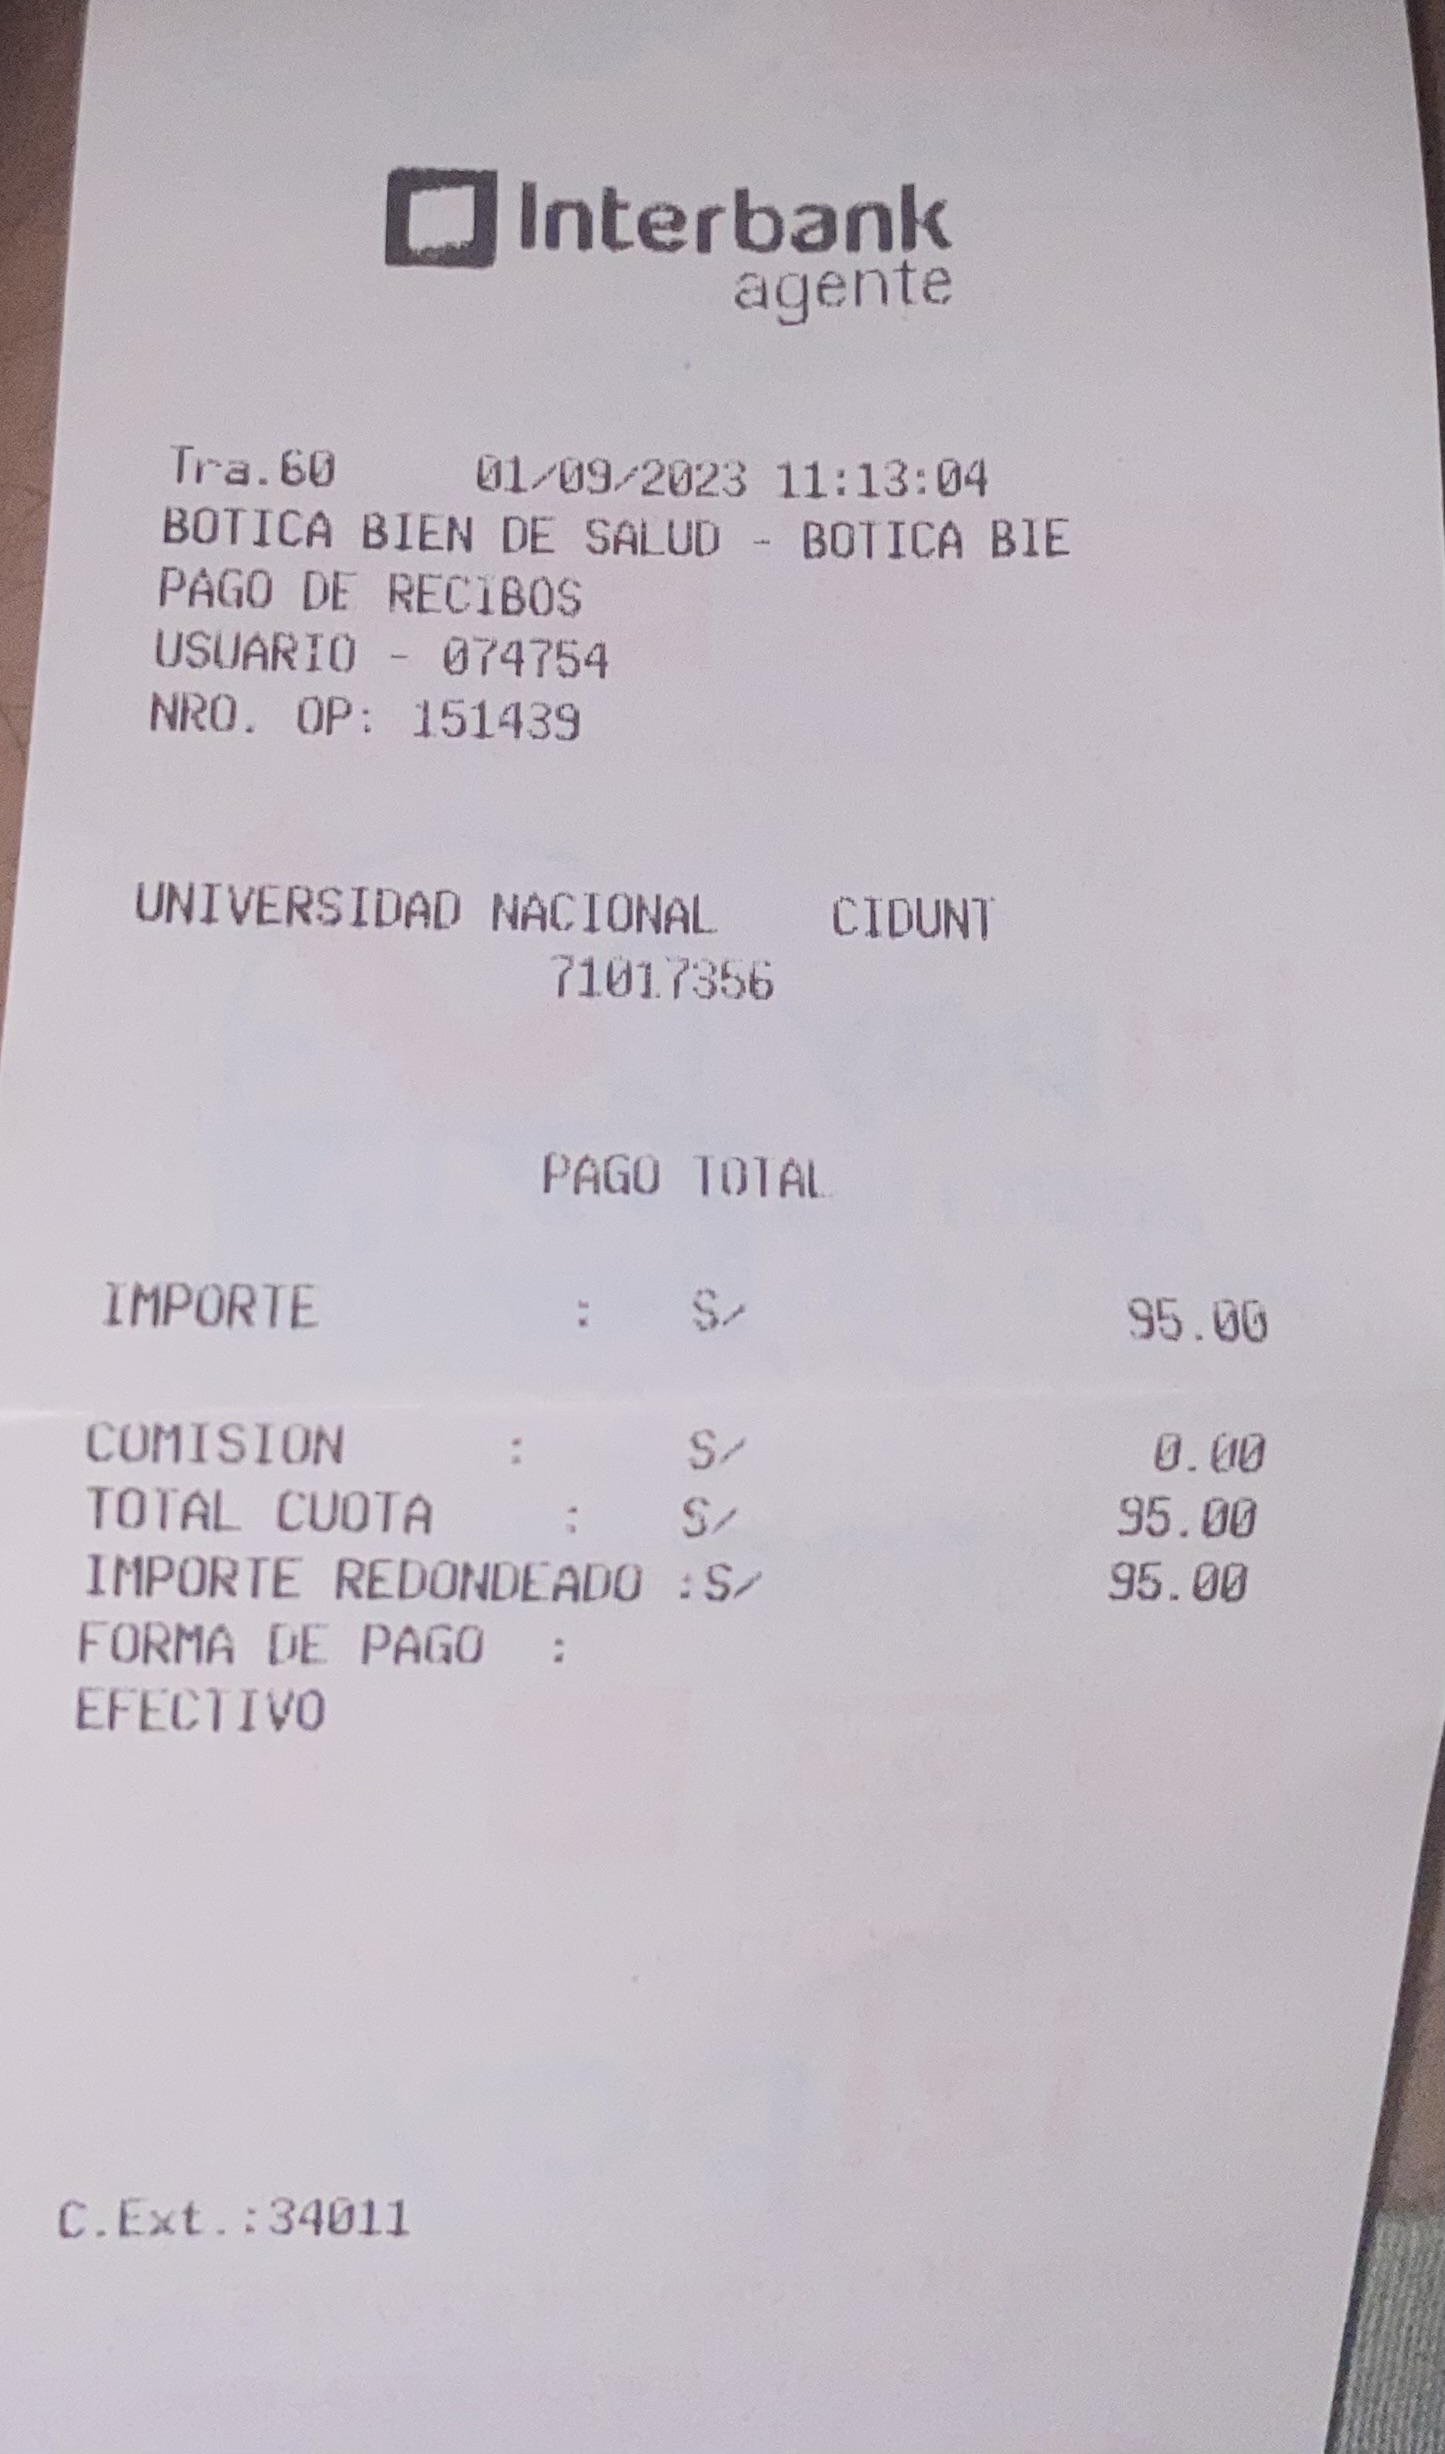 Interbank
agente
Tra.60 01/09/2023 11:13:04
BOTICA BIEN DE SALUD - BOTICA BIE
PAGO DE RECIBOS
USUARIO - 074754
NRO. OP: 151439
UNIVERSIDAD NACIONAL CIDUNT
71017356
PAGO TOTAL
IMPORTE : S/ 95.00
COMISION : S/ 0.00
TOTAL CUOTA : S/ 95.00
IMPORTE REDONDEADO :S/ 95.00
FORMA DE PAGO :
EFECTIVO
C.Ext.:34011